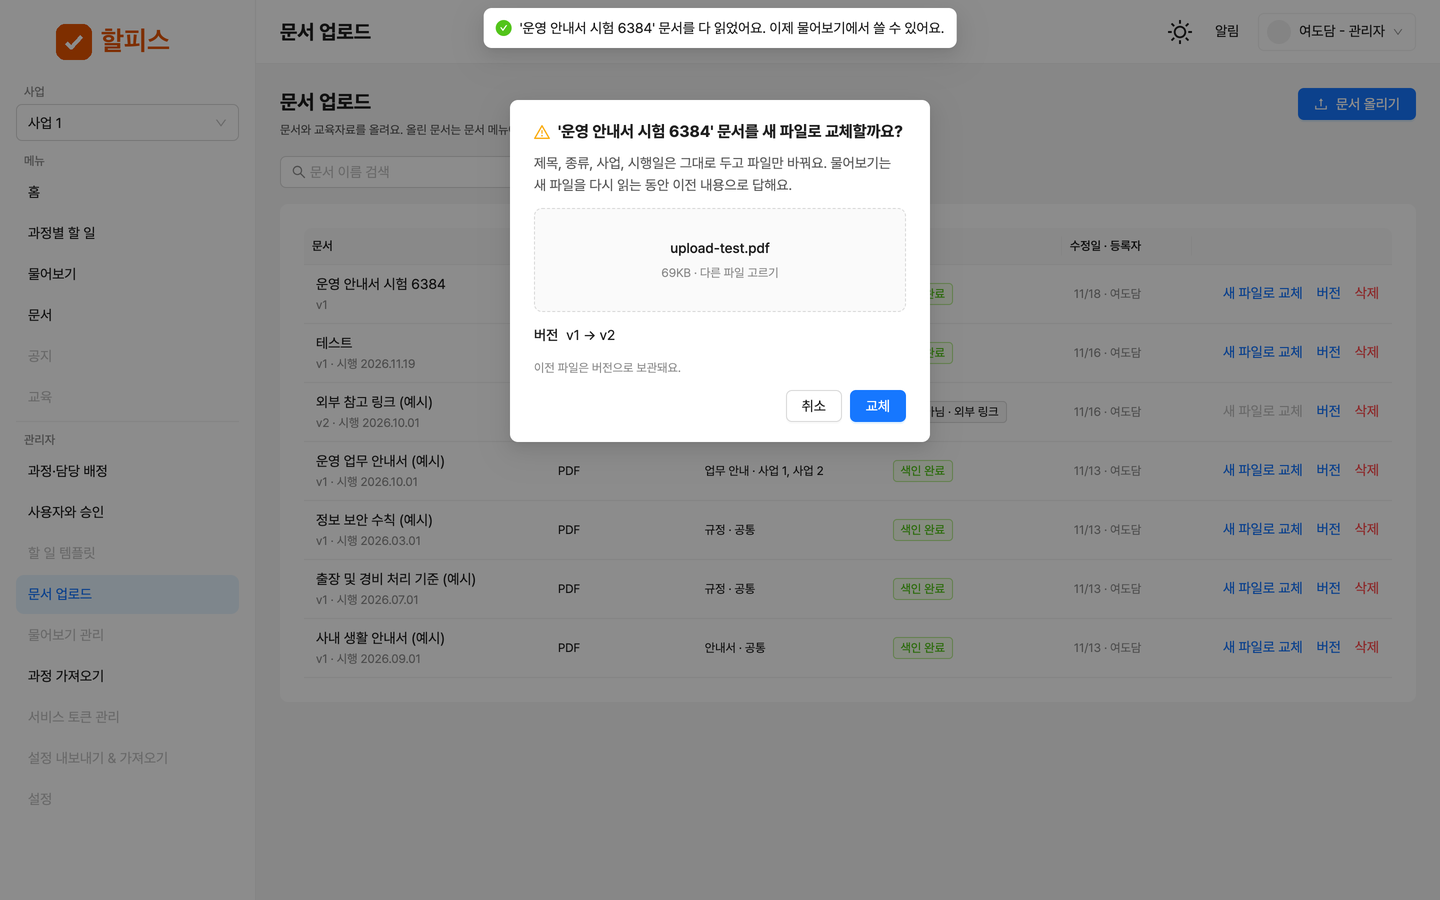 할피스
문서 업로드
'운영 안내서 시험 6384' 문서를 다 읽었어요. 이제 물어보기에서 쓸 수 있어요.
알림
여도담 - 관리자
사업
사업 1
메뉴
홈
과정별 할 일
물어보기
문서
공지
교육
관리자
과정·담당 배정
사용자와 승인
할 일 템플릿
문서 업로드
물어보기 관리
과정 가져오기
서비스 토큰 관리
설정 내보내기 & 가져오기
설정
문서 업로드
문서와 교육자료를 올려요. 올린 문서는 문서 메뉴
문서 올리기
문서 이름 검색
'운영 안내서 시험 6384' 문서를 새 파일로 교체할까요?
제목, 종류, 사업, 시행일은 그대로 두고 파일만 바꿔요. 물어보기는
새 파일을 다시 읽는 동안 이전 내용으로 답해요.
upload-test.pdf
69KB · 다른 파일 고르기
버전 v1 → v2
이전 파일은 버전으로 보관돼요.
취소
교체
문서
수정일 · 등록자
운영 안내서 시험 6384
v1
완료
11/18 · 여도담
새 파일로 교체 버전 삭제
테스트
v1 · 시행 2026.11.19
완료
11/16 · 여도담
새 파일로 교체 버전 삭제
외부 참고 링크 (예시)
v2 · 시행 2026.10.01
아님 · 외부 링크
11/16 · 여도담
새 파일로 교체 버전 삭제
운영 업무 안내서 (예시)
v1 · 시행 2026.10.01
PDF
업무 안내 · 사업 1, 사업 2
색인 완료
11/13 · 여도담
새 파일로 교체 버전 삭제
정보 보안 수칙 (예시)
v1 · 시행 2026.03.01
PDF
규정 · 공통
색인 완료
11/13 · 여도담
새 파일로 교체 버전 삭제
출장 및 경비 처리 기준 (예시)
v1 · 시행 2026.07.01
PDF
규정 · 공통
색인 완료
11/13 · 여도담
새 파일로 교체 버전 삭제
사내 생활 안내서 (예시)
v1 · 시행 2026.09.01
PDF
안내서 · 공통
색인 완료
11/13 · 여도담
새 파일로 교체 버전 삭제